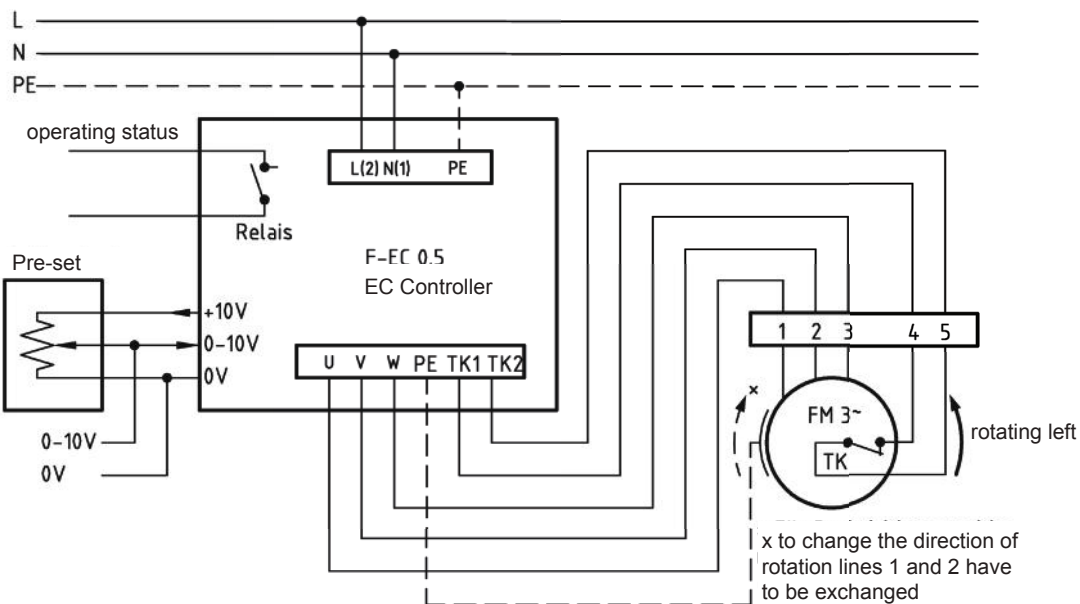 L
N
PE
operating status
L(2) N(1) PE
Relais
Pre-set
F-EC 0.5
EC Controller
+10V
0-10V
0V
U V W PE TK1 TK2
0-10V
0V
1 2 3 4 5
x
FM 3~
TK
rotating left
x to change the direction of
rotation lines 1 and 2 have
to be exchanged